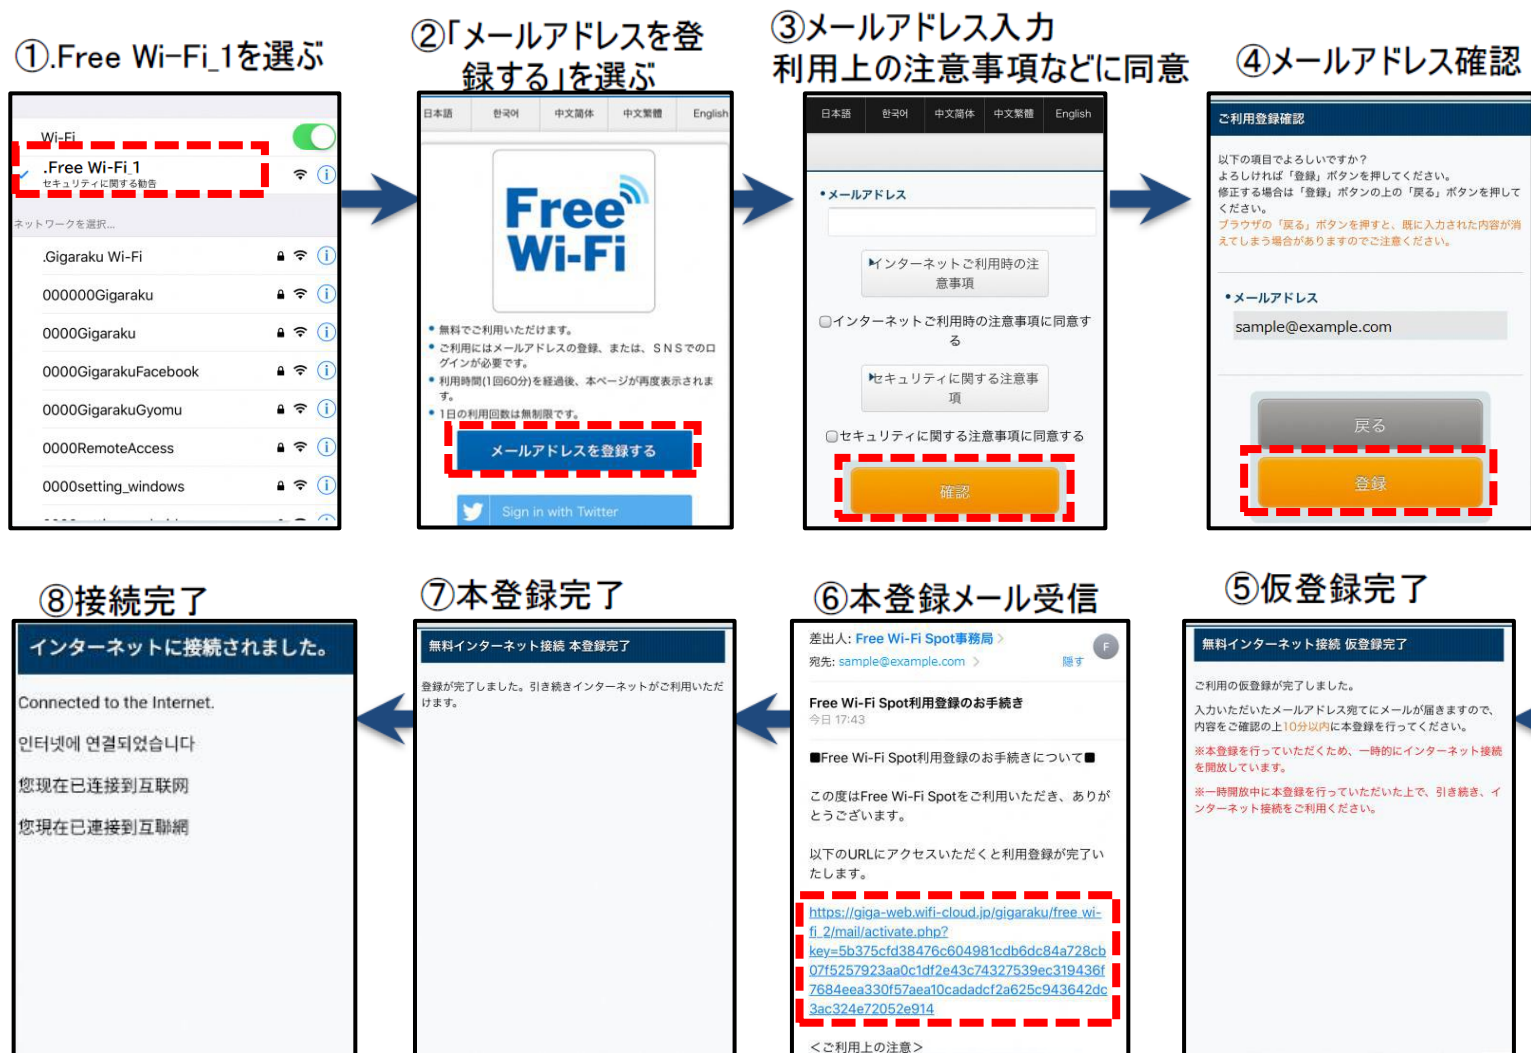 ①.Free Wi-Fi_1を選ぶ
Wi-Fi
.Free Wi-Fi_1
セキュリティに関する勧告
ネットワークを選択...
.Gigaraku Wi-Fi
000000Gigaraku
0000Gigaraku
0000GigarakuFacebook
0000GigarakuGyomu
0000RemoteAccess
0000setting_windows
②「メールアドレスを登
録する」を選ぶ
日本語 한국어 中文简体 中文繁體 English
Free
Wi-Fi
• 無料でご利用いただけます。
• ご利用にはメールアドレスの登録、または、ＳＮＳでのロ
グインが必要です。
• 利用時間(1回60分)を経過後、本ページが再度表示されま
す。
• 1日の利用回数は無制限です。
メールアドレスを登録する
Sign in with Twitter
③メールアドレス入力
利用上の注意事項などに同意
日本語 한국어 中文简体 中文繁體 English
•メールアドレス
インターネットご利用時の注
意事項
インターネットご利用時の注意事項に同意す
る
セキュリティに関する注意事
項
セキュリティに関する注意事項に同意する
確認
④メールアドレス確認
ご利用登録確認
以下の項目でよろしいですか？
よろしければ「登録」ボタンを押してください。
修正する場合は「登録」ボタンの上の「戻る」ボタンを押して
ください。
ブラウザの「戻る」ボタンを押すと、既に入力された内容が消
えてしまう場合がありますのでご注意ください。
•メールアドレス
sample@example.com
戻る
登録
⑤仮登録完了
無料インターネット接続 仮登録完了
ご利用の仮登録が完了しました。
入力いただいたメールアドレス宛てにメールが届きますので、
内容をご確認の上10分以内に本登録を行ってください。
※本登録を行っていただくため、一時的にインターネット接続
を開放しています。
※一時開放中に本登録を行っていただいた上で、引き続き、イ
ンターネット接続をご利用ください。
⑥本登録メール受信
差出人: Free Wi-Fi Spot事務局
F
宛先: sample@example.com 隠す
Free Wi-Fi Spot利用登録のお手続き
今日 17:43
■Free Wi-Fi Spot利用登録のお手続きについて■
この度はFree Wi-Fi Spotをご利用いただき、ありが
とうございます。
以下のURLにアクセスいただくと利用登録が完了い
たします。
https://giga-web.wifi-cloud.jp/gigaraku/free_wi-
fi_2/mail/activate.php?
key=5b375cfd38476c604981cdb6dc84a728cb
07f5257923aa0c1df2e43c74327539ec319436f
7684eea330f57aea10cadadcf2a625c943642dc
3ac324e72052e914
＜ご利用上の注意＞
⑦本登録完了
無料インターネット接続 本登録完了
登録が完了しました。引き続きインターネットがご利用いただ
けます。
⑧接続完了
インターネットに接続されました。
Connected to the Internet.
인터넷에 연결되었습니다
您现在已连接到互联网
您現在已連接到互聯網